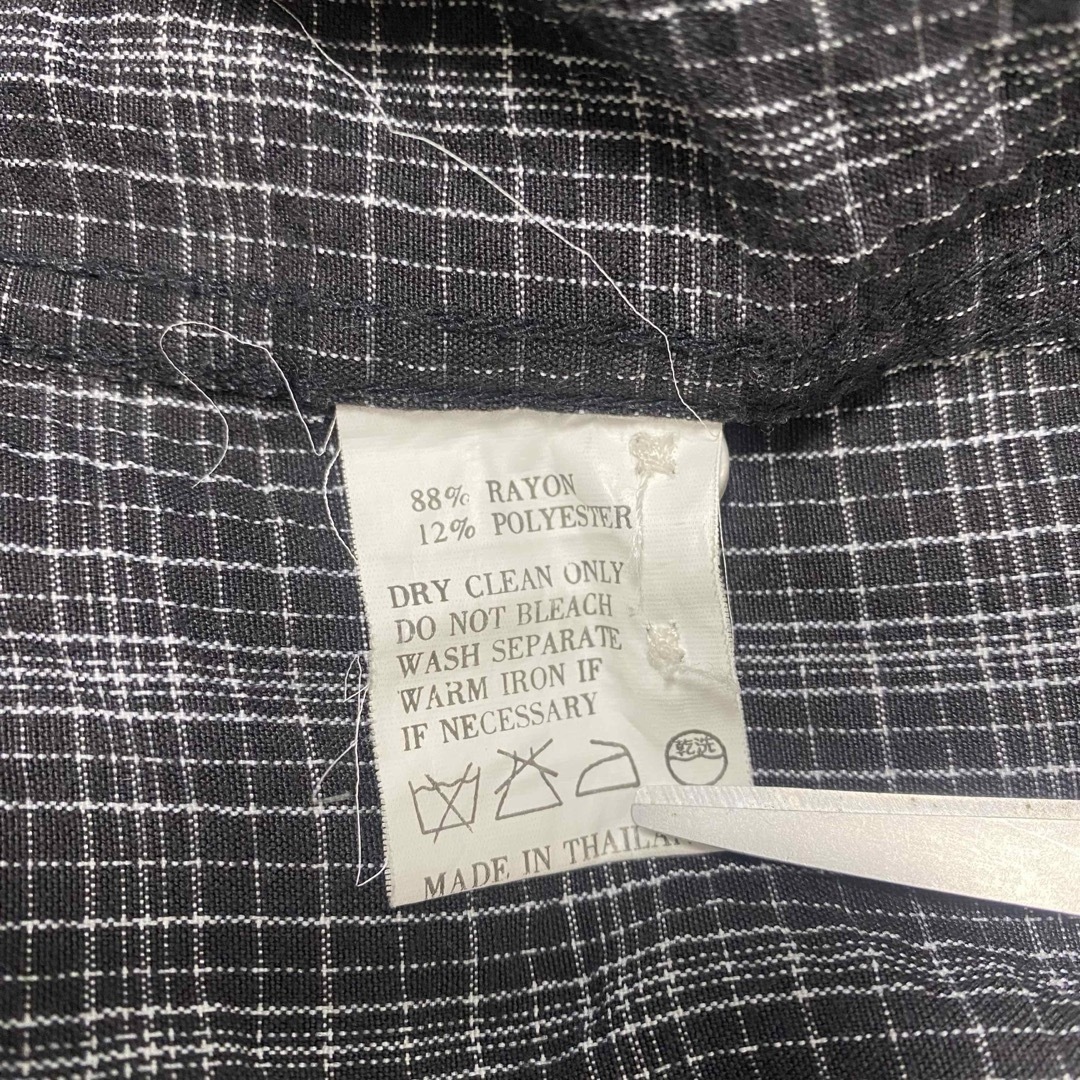 88% RAYON
12% POLYESTER
DRY CLEAN ONLY
DO NOT BLEACH
WASH SEPARATE
WARM IRON IF
IF NECESSARY
乾洗
MADE IN